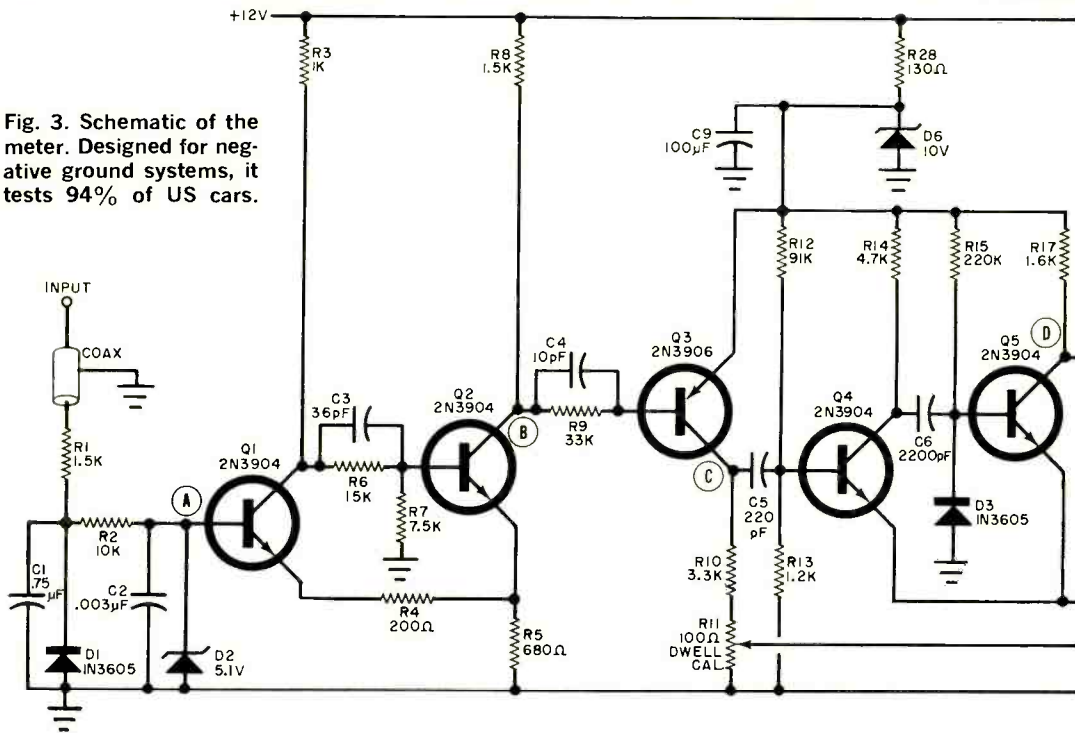 +12V
R3
1K
R8
1.5K
R28
130Ω
Fig. 3. Schematic of the
meter. Designed for neg-
ative ground systems, it
tests 94% of US cars.
C9
100µF
D6
10V
R12
91K
R14
4.7K
R15
220K
R17
1.6K
INPUT
COAX
R1
1.5K
Q1
2N3904
A
C3
36pF
R6
15K
R7
7.5K
Q2
2N3904
B
C4
10pF
R9
33K
Q3
2N3906
C
C5
220
pF
Q4
2N3904
C6
2200pF
Q5
2N3904
D
D3
1N3605
R2
10K
C1
.75
µF
C2
.003µF
D1
1N3605
D2
5.1V
R4
200Ω
R5
680Ω
R10
3.3K
R13
1.2K
R11
100Ω
DWELL
CAL.